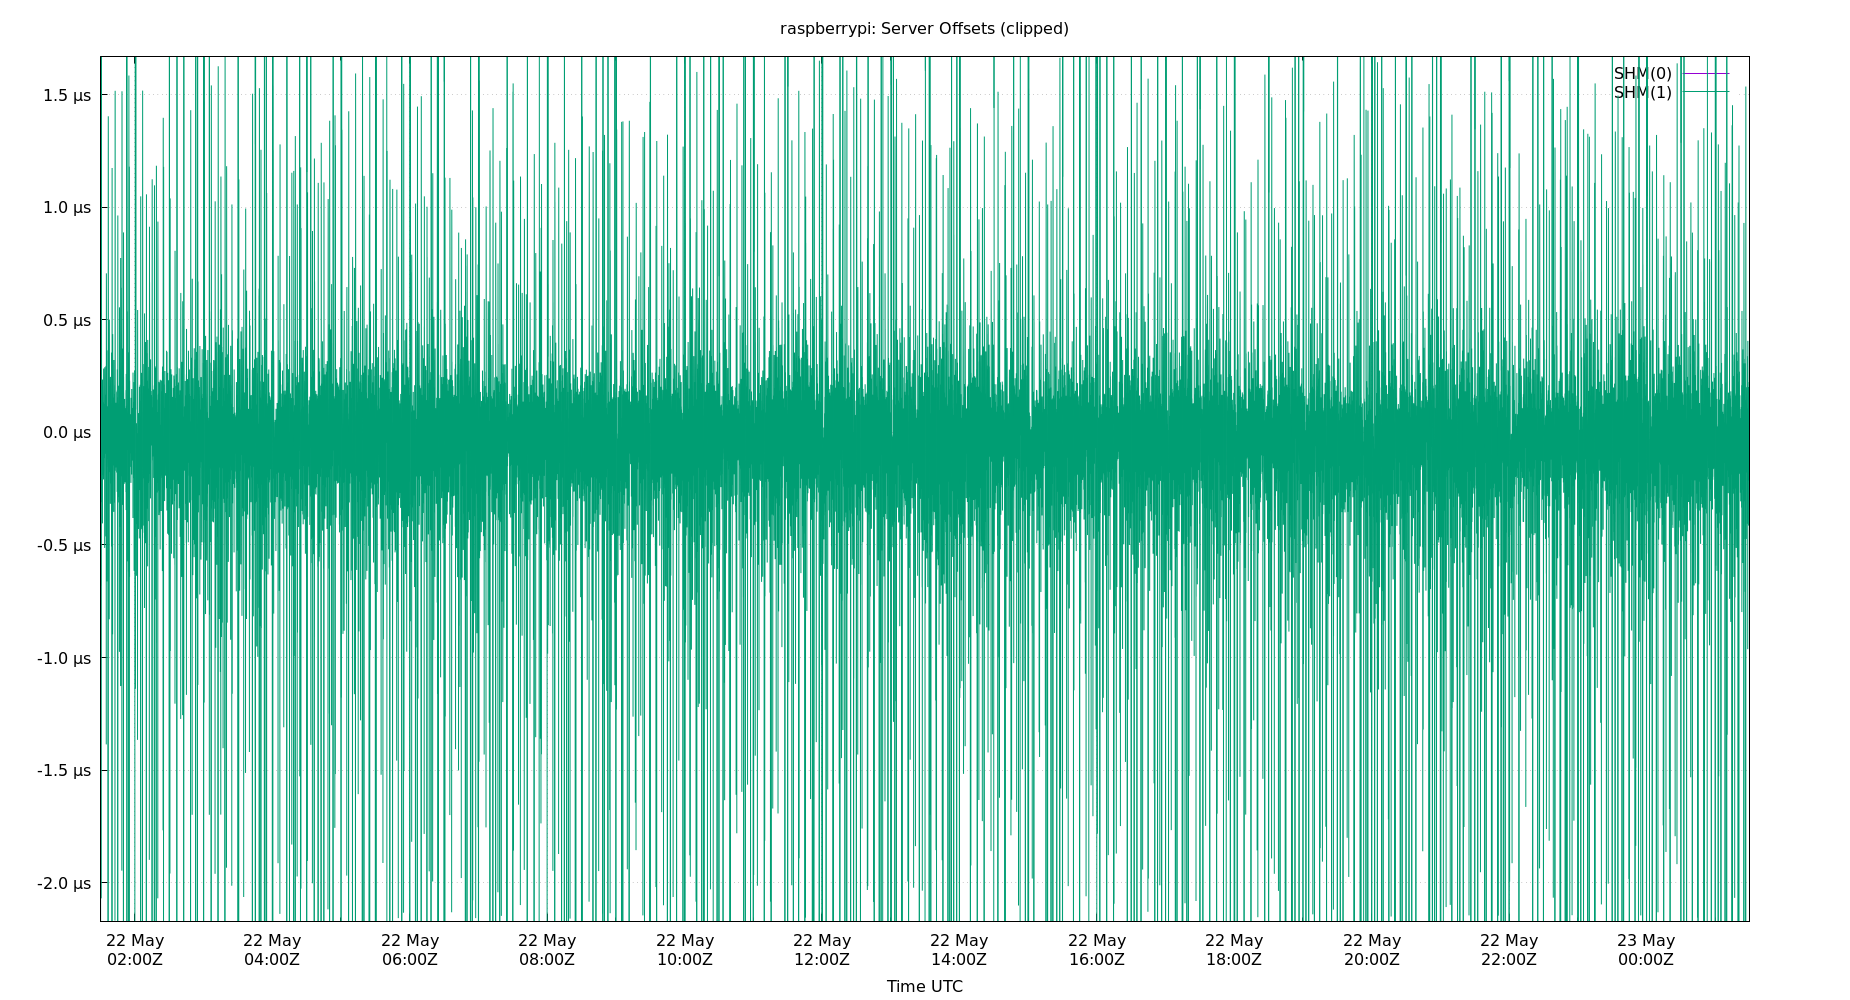 raspberrypi: Server Offsets (clipped)
SHM(0)
SHM(1)
1.5 µs
1.0 µs
0.5 µs
0.0 µs
-0.5 µs
-1.0 µs
-1.5 µs
-2.0 µs
22 May 22 May 22 May 22 May 22 May 22 May 22 May 22 May 22 May 22 May 22 May 23 May
02:00Z 04:00Z 06:00Z 08:00Z 10:00Z 12:00Z 14:00Z 16:00Z 18:00Z 20:00Z 22:00Z 00:00Z
Time UTC